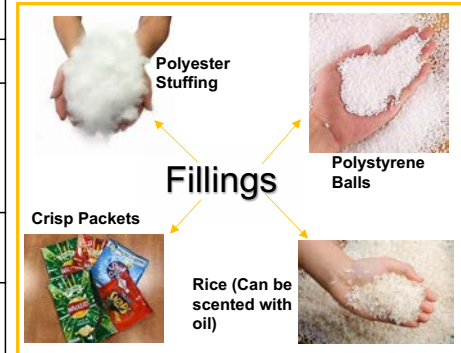 Polyester
Stuffing
Polystyrene
Balls
Fillings
Crisp Packets
Rice (Can be
scented with
oil)